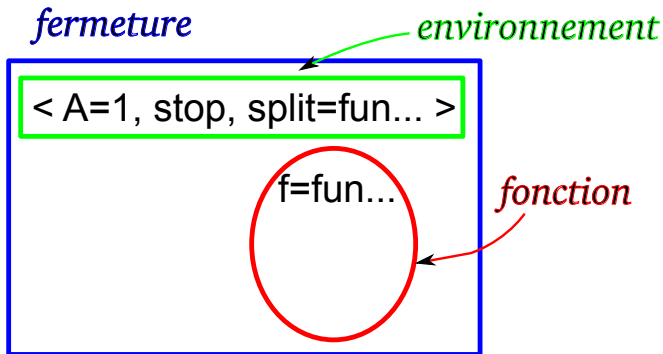 fermeture
environnement
< A=1, stop, split=fun... >
f=fun...
fonction